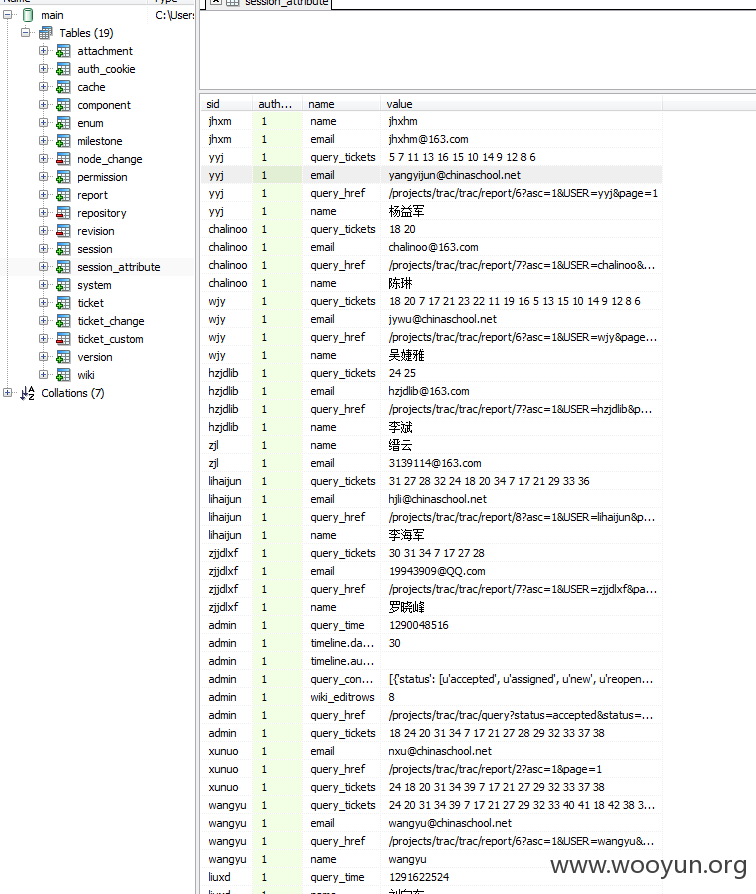 main C:\Users
session_attribute
Tables (19)
attachment
auth_cookie
cache
component
enum
milestone
node_change
permission
report
repository
revision
session
session_attribute
system
ticket
ticket_change
ticket_custom
version
wiki
Collations (7)
sid auth... name value
jhxm 1 name jhxhm
jhxm 1 email jhxhm@163.com
yyj 1 query_tickets 5 7 11 13 16 15 10 14 9 12 8 6
yyj 1 email yangyijun@chinaschool.net
yyj 1 query_href /projects/trac/trac/report/6?asc=1&USER=yyj&page=1
yyj 1 name 杨益军
chalinoo 1 query_tickets 18 20
chalinoo 1 email chalinoo@163.com
chalinoo 1 query_href /projects/trac/trac/report/7?asc=1&USER=chalinoo&...
chalinoo 1 name 陈琳
wjy 1 query_tickets 18 20 7 17 21 23 22 11 19 16 5 13 15 10 14 9 12 8 6
wjy 1 email jywu@chinaschool.net
wjy 1 query_href /projects/trac/trac/report/6?asc=1&USER=wjy&page...
wjy 1 name 吴婕雅
hzjdlib 1 query_tickets 24 25
hzjdlib 1 email hzjdlib@163.com
hzjdlib 1 query_href /projects/trac/trac/report/7?asc=1&USER=hzjdlib&p...
hzjdlib 1 name 李斌
zjl 1 name 缙云
zjl 1 email 3139114@163.com
lihaijun 1 query_tickets 31 27 28 32 24 18 20 34 7 17 21 29 33 36
lihaijun 1 email hjli@chinaschool.net
lihaijun 1 query_href /projects/trac/trac/report/8?asc=1&USER=lihaijun&p...
lihaijun 1 name 李海军
zjjdlxf 1 query_tickets 30 31 34 7 17 27 28
zjjdlxf 1 email 19943909@QQ.com
zjjdlxf 1 query_href /projects/trac/trac/report/7?asc=1&USER=zjjdlxf&pa...
zjjdlxf 1 name 罗晓峰
admin 1 query_time 1290048516
admin 1 timeline.da... 30
admin 1 timeline.au...
admin 1 query_con... [{'status': [u'accepted', u'assigned', u'new', u'reopen...
admin 1 wiki_editrows 8
admin 1 query_href /projects/trac/trac/query?status=accepted&status=...
admin 1 query_tickets 18 24 20 31 34 7 17 21 27 28 29 32 33 37 38
xunuo 1 email nxu@chinaschool.net
xunuo 1 query_href /projects/trac/trac/report/2?asc=1&page=1
xunuo 1 query_tickets 24 18 20 31 34 39 7 17 21 27 29 32 33 37 38
wangyu 1 query_tickets 24 20 31 34 39 7 17 21 27 29 32 33 40 41 18 42 38 3...
wangyu 1 email wangyu@chinaschool.net
wangyu 1 query_href /projects/trac/trac/report/6?asc=1&USER=wangyu&...
wangyu 1 name wangyu
liuxd 1 query_time 1291622524
liuxd 1 name
www.wooyun.org